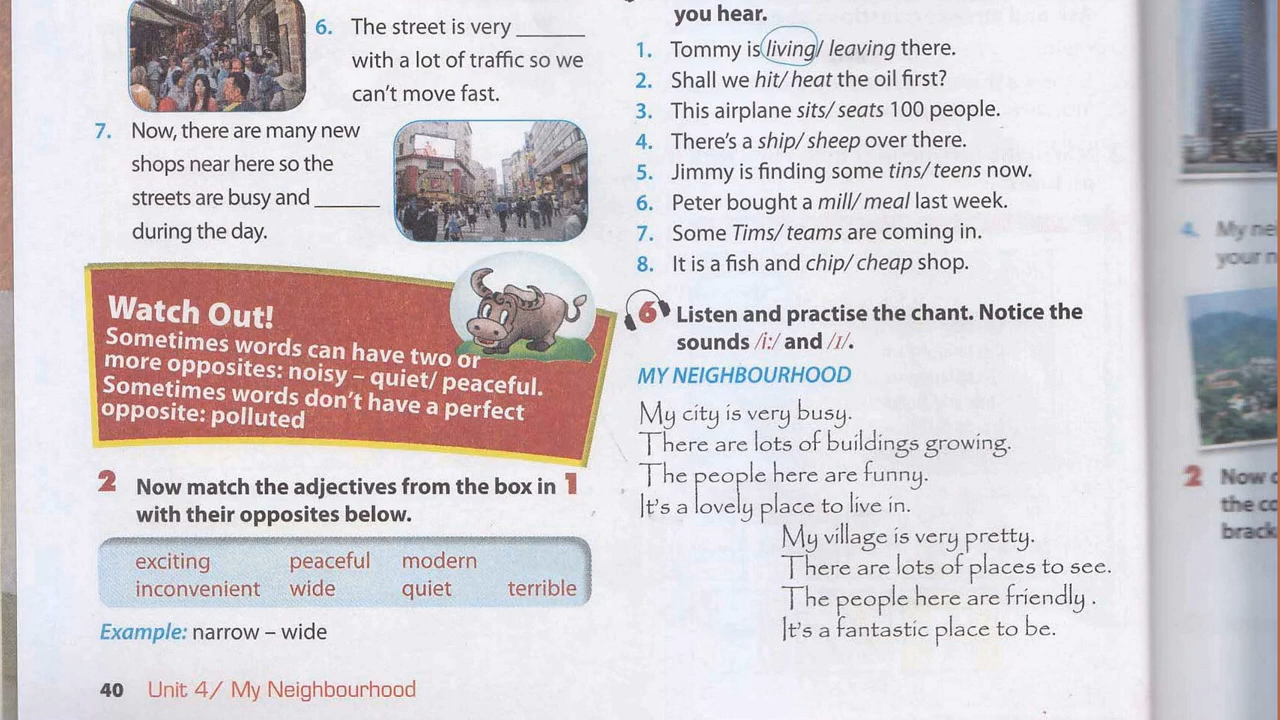 6. The street is very ______
with a lot of traffic so we
can't move fast.
7. Now, there are many new
shops near here so the
streets are busy and ______
during the day.
Watch Out!
Sometimes words can have two or
more opposites: noisy – quiet/ peaceful.
Sometimes words don't have a perfect
opposite: polluted
2 Now match the adjectives from the box in 1
with their opposites below.
exciting peaceful modern
inconvenient wide quiet terrible
Example: narrow – wide
40 Unit 4/ My Neighbourhood
you hear.
1. Tommy is living/ leaving there.
2. Shall we hit/ heat the oil first?
3. This airplane sits/ seats 100 people.
4. There's a ship/ sheep over there.
5. Jimmy is finding some tins/ teens now.
6. Peter bought a mill/ meal last week.
7. Some Tims/ teams are coming in.
8. It is a fish and chip/ cheap shop.
6 Listen and practise the chant. Notice the
sounds /i:/ and /ɪ/.
MY NEIGHBOURHOOD
My city is very busy.
There are lots of buildings growing.
The people here are funny.
It's a lovely place to live in.
My village is very pretty.
There are lots of places to see.
The people here are friendly.
It's a fantastic place to be.
4. My ne
your n
2 Now
the co
brack